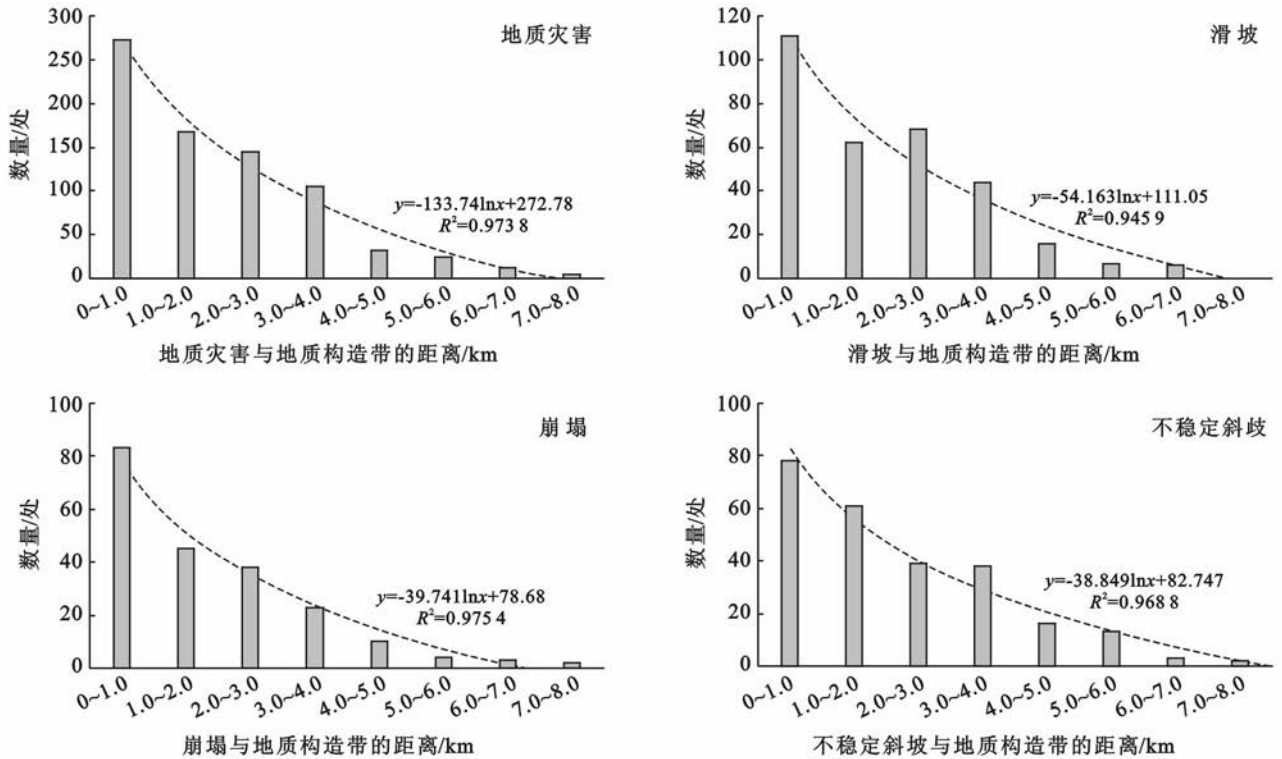 地质灾害
数量/处
300
250
200
150
100
50
0
y=-133.74lnx+272.78
R²=0.973 8
0~1.0
1.0~2.0
2.0~3.0
3.0~4.0
4.0~5.0
5.0~6.0
6.0~7.0
7.0~8.0
地质灾害与地质构造带的距离/km
滑坡
数量/处
120
100
80
60
40
20
0
y=-54.163lnx+111.05
R²=0.945 9
0~1.0
1.0~2.0
2.0~3.0
3.0~4.0
4.0~5.0
5.0~6.0
6.0~7.0
7.0~8.0
滑坡与地质构造带的距离/km
崩塌
数量/处
100
80
60
40
20
0
y=-39.741lnx+78.68
R²=0.975 4
0~1.0
1.0~2.0
2.0~3.0
3.0~4.0
4.0~5.0
5.0~6.0
6.0~7.0
7.0~8.0
崩塌与地质构造带的距离/km
不稳定斜歧
数量/处
100
80
60
40
20
0
y=-38.849lnx+82.747
R²=0.968 8
0~1.0
1.0~2.0
2.0~3.0
3.0~4.0
4.0~5.0
5.0~6.0
6.0~7.0
7.0~8.0
不稳定斜坡与地质构造带的距离/km